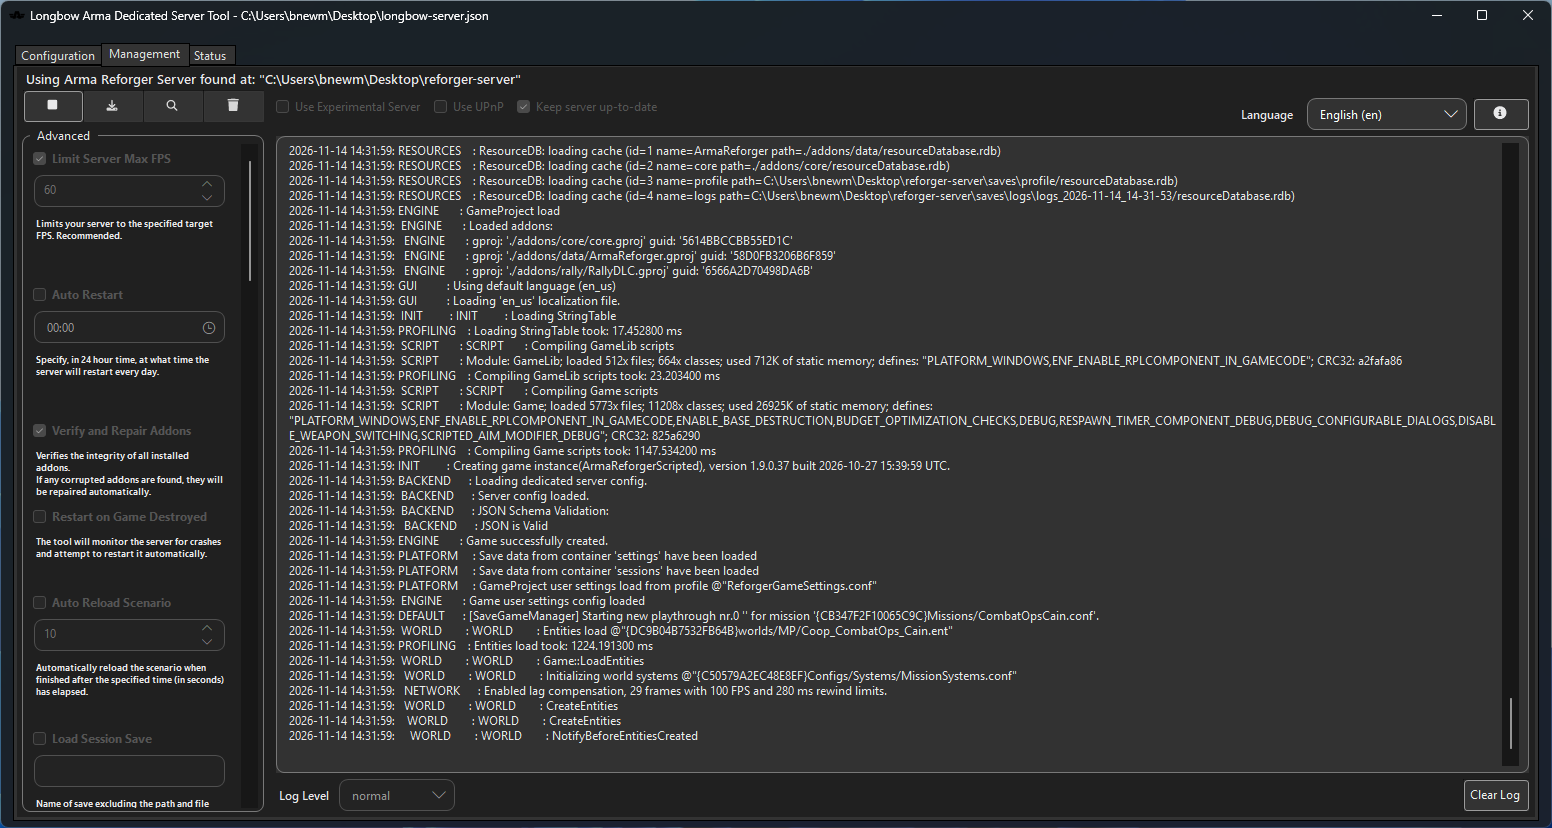 Longbow Arma Dedicated Server Tool - C:\Users\bnewm\Desktop\longbow-server.json
Configuration Management Status
Using Arma Reforger Server found at: "C:\Users\bnewm\Desktop\reforger-server"
Use Experimental Server Use UPnP Keep server up-to-date
Language English (en)
Advanced
Limit Server Max FPS
60
Limits your server to the specified target
FPS. Recommended.
Auto Restart
00:00
Specify, in 24 hour time, at what time the
server will restart every day.
Verify and Repair Addons
Verifies the integrity of all installed
addons.
If any corrupted addons are found, they will
be repaired automatically.
Restart on Game Destroyed
The tool will monitor the server for crashes
and attempt to restart it automatically.
Auto Reload Scenario
10
Automatically reload the scenario when
finished after the specified time (in seconds)
has elapsed.
Load Session Save
Name of save excluding the path and file
2026-11-14 14:31:59: RESOURCES : ResourceDB: loading cache (id=1 name=ArmaReforger path=./addons/data/resourceDatabase.rdb)
2026-11-14 14:31:59: RESOURCES : ResourceDB: loading cache (id=2 name=core path=./addons/core/resourceDatabase.rdb)
2026-11-14 14:31:59: RESOURCES : ResourceDB: loading cache (id=3 name=profile path=C:\Users\bnewm\Desktop\reforger-server\saves\profile/resourceDatabase.rdb)
2026-11-14 14:31:59: RESOURCES : ResourceDB: loading cache (id=4 name=logs path=C:\Users\bnewm\Desktop\reforger-server\saves\logs\logs_2026-11-14_14-31-53/resourceDatabase.rdb)
2026-11-14 14:31:59: ENGINE : GameProject load
2026-11-14 14:31:59: ENGINE : Loaded addons:
2026-11-14 14:31:59: ENGINE : gproj: './addons/core/core.gproj' guid: '5614BBCCBB55ED1C'
2026-11-14 14:31:59: ENGINE : gproj: './addons/data/ArmaReforger.gproj' guid: '58D0FB3206B6F859'
2026-11-14 14:31:59: ENGINE : gproj: './addons/rally/RallyDLC.gproj' guid: '6566A2D70498DA6B'
2026-11-14 14:31:59: GUI : Using default language (en_us)
2026-11-14 14:31:59: GUI : Loading 'en_us' localization file.
2026-11-14 14:31:59: INIT : INIT : Loading StringTable
2026-11-14 14:31:59: PROFILING : Loading StringTable took: 17.452800 ms
2026-11-14 14:31:59: SCRIPT : SCRIPT : Compiling GameLib scripts
2026-11-14 14:31:59: SCRIPT : Module: GameLib; loaded 512x files; 664x classes; used 712K of static memory; defines: "PLATFORM_WINDOWS,ENF_ENABLE_RPLCOMPONENT_IN_GAMECODE"; CRC32: a2fafa86
2026-11-14 14:31:59: PROFILING : Compiling GameLib scripts took: 23.203400 ms
2026-11-14 14:31:59: SCRIPT : SCRIPT : Compiling Game scripts
2026-11-14 14:31:59: SCRIPT : Module: Game; loaded 5773x files; 11208x classes; used 26925K of static memory; defines:
"PLATFORM_WINDOWS,ENF_ENABLE_RPLCOMPONENT_IN_GAMECODE,ENABLE_BASE_DESTRUCTION,BUDGET_OPTIMIZATION_CHECKS,DEBUG,RESPAWN_TIMER_COMPONENT_DEBUG,DEBUG_CONFIGURABLE_DIALOGS,DISABL
E_WEAPON_SWITCHING,SCRIPTED_AIM_MODIFIER_DEBUG"; CRC32: 825a6290
2026-11-14 14:31:59: PROFILING : Compiling Game scripts took: 1147.534200 ms
2026-11-14 14:31:59: INIT : Creating game instance(ArmaReforgerScripted), version 1.9.0.37 built 2026-10-27 15:39:59 UTC.
2026-11-14 14:31:59: BACKEND : Loading dedicated server config.
2026-11-14 14:31:59: BACKEND : Server config loaded.
2026-11-14 14:31:59: BACKEND : JSON Schema Validation:
2026-11-14 14:31:59: BACKEND : JSON is Valid
2026-11-14 14:31:59: ENGINE : Game successfully created.
2026-11-14 14:31:59: PLATFORM : Save data from container 'settings' have been loaded
2026-11-14 14:31:59: PLATFORM : Save data from container 'sessions' have been loaded
2026-11-14 14:31:59: PLATFORM : GameProject user settings load from profile @"ReforgerGameSettings.conf"
2026-11-14 14:31:59: ENGINE : Game user settings config loaded
2026-11-14 14:31:59: DEFAULT : [SaveGameManager] Starting new playthrough nr.0 '' for mission '{CB347F2F10065C9C}Missions/CombatOpsCain.conf'.
2026-11-14 14:31:59: WORLD : WORLD : Entities load @"{DC9B04B7532FB64B}worlds/MP/Coop_CombatOps_Cain.ent"
2026-11-14 14:31:59: PROFILING : Entities load took: 1224.191300 ms
2026-11-14 14:31:59: WORLD : WORLD : Game::LoadEntities
2026-11-14 14:31:59: WORLD : WORLD : Initializing world systems @"{C50579A2EC48E8EF}Configs/Systems/MissionSystems.conf"
2026-11-14 14:31:59: NETWORK : Enabled lag compensation, 29 frames with 100 FPS and 280 ms rewind limits.
2026-11-14 14:31:59: WORLD : WORLD : CreateEntities
2026-11-14 14:31:59: WORLD : WORLD : CreateEntities
2026-11-14 14:31:59: WORLD : WORLD : NotifyBeforeEntitiesCreated
Log Level normal
Clear Log